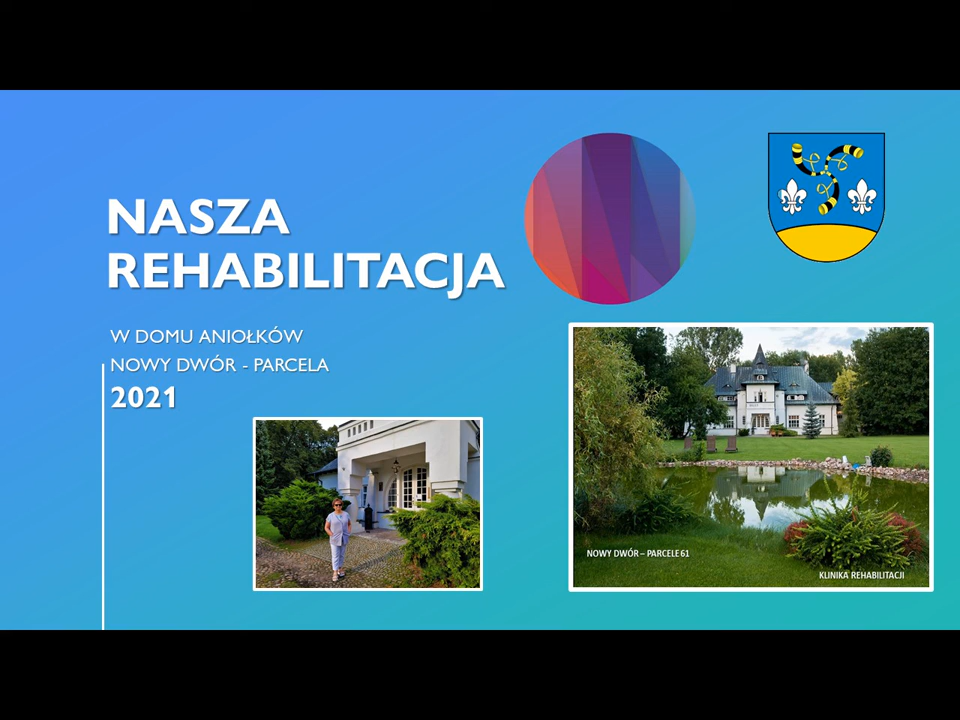 NASZA
REHABILITACJA
W DOMU ANIOŁKÓW
NOWY DWÓR - PARCELA
2021
NOWY DWÓR – PARCELE 61
KLINIKA REHABILITACJI